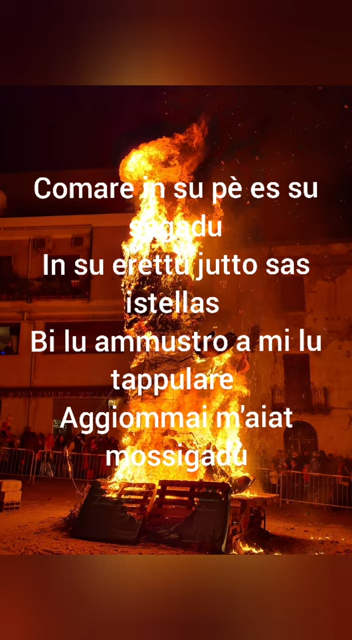 Comare in su pè es su
segadu
In su erettu jutto sas
istellas
Bi lu ammustro a mi lu
tappulare
Aggiommai m'aiat
mossigadu